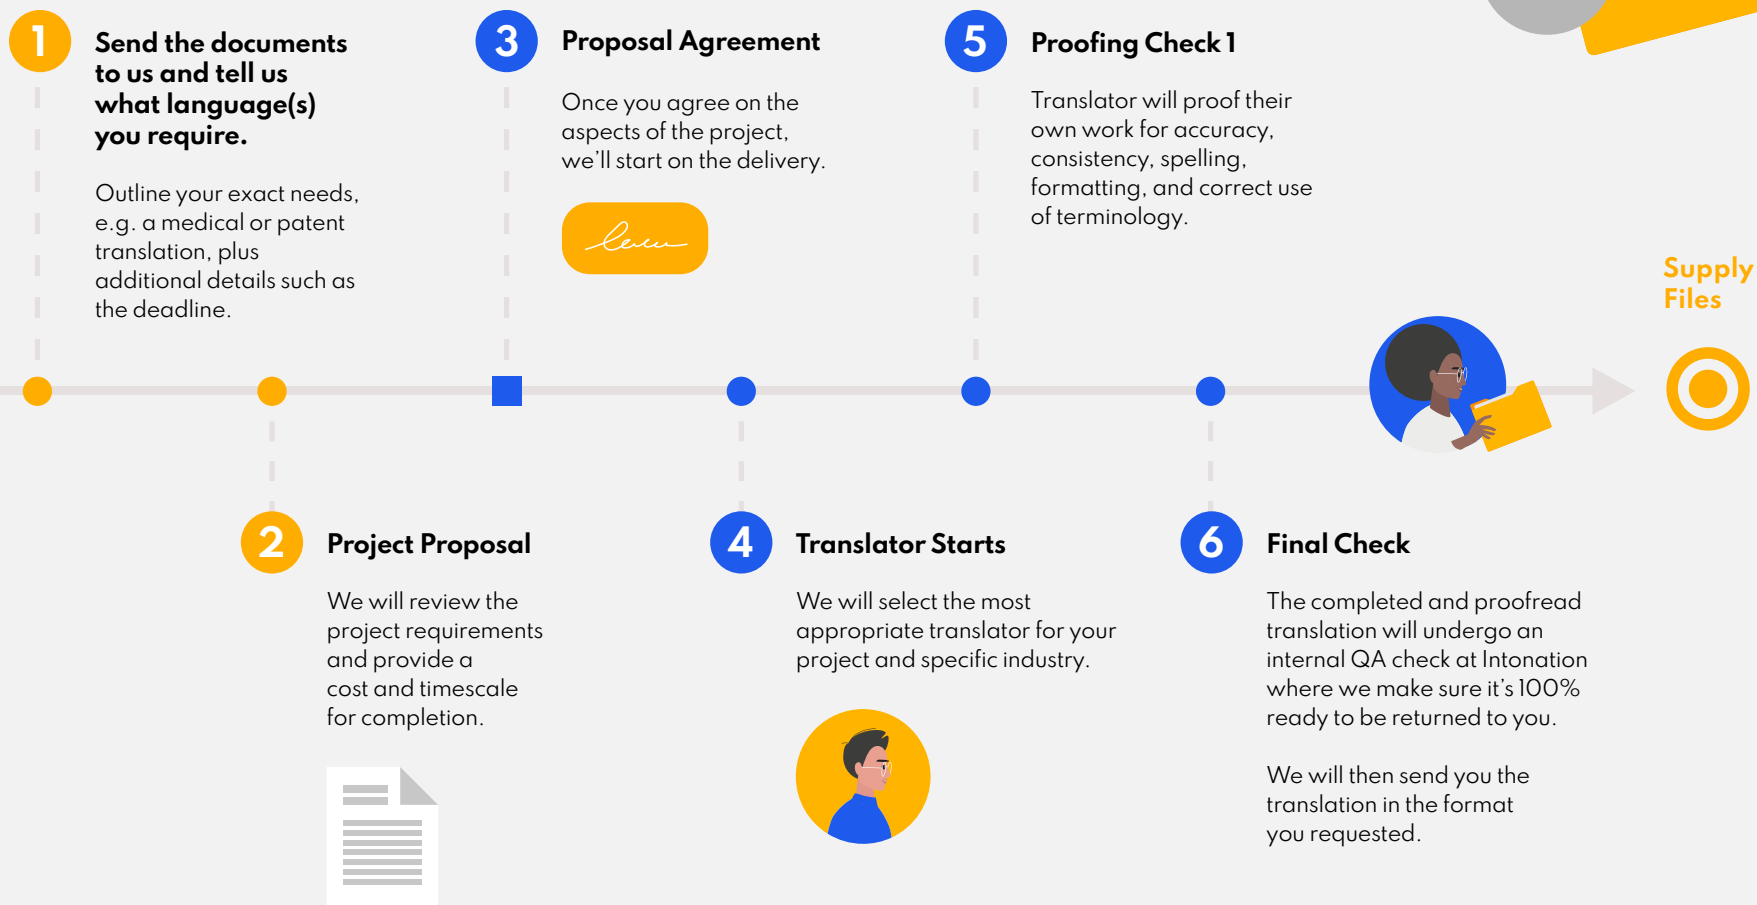 1
Send the documents
to us and tell us
what language(s)
you require.
Outline your exact needs,
e.g. a medical or patent
translation, plus
additional details such as
the deadline.
2
Project Proposal
We will review the
project requirements
and provide a
cost and timescale
for completion.
3
Proposal Agreement
Once you agree on the
aspects of the project,
we'll start on the delivery.
4
Translator Starts
We will select the most
appropriate translator for your
project and specific industry.
5
Proofing Check 1
Translator will proof their
own work for accuracy,
consistency, spelling,
formatting, and correct use
of terminology.
6
Final Check
The completed and proofread
translation will undergo an
internal QA check at Intonation
where we make sure it's 100%
ready to be returned to you.
We will then send you the
translation in the format
you requested.
Supply
Files